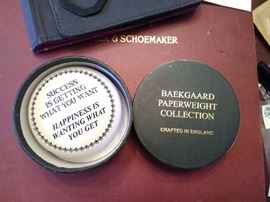 & SCHOEMAKER
SUCCESS
IS GETTING
WHAT YOU WANT
HAPPINESS IS
WANTING WHAT
YOU GET
BAEKGAARD
PAPERWEIGHT
COLLECTION
CRAFTED IN ENGLAND